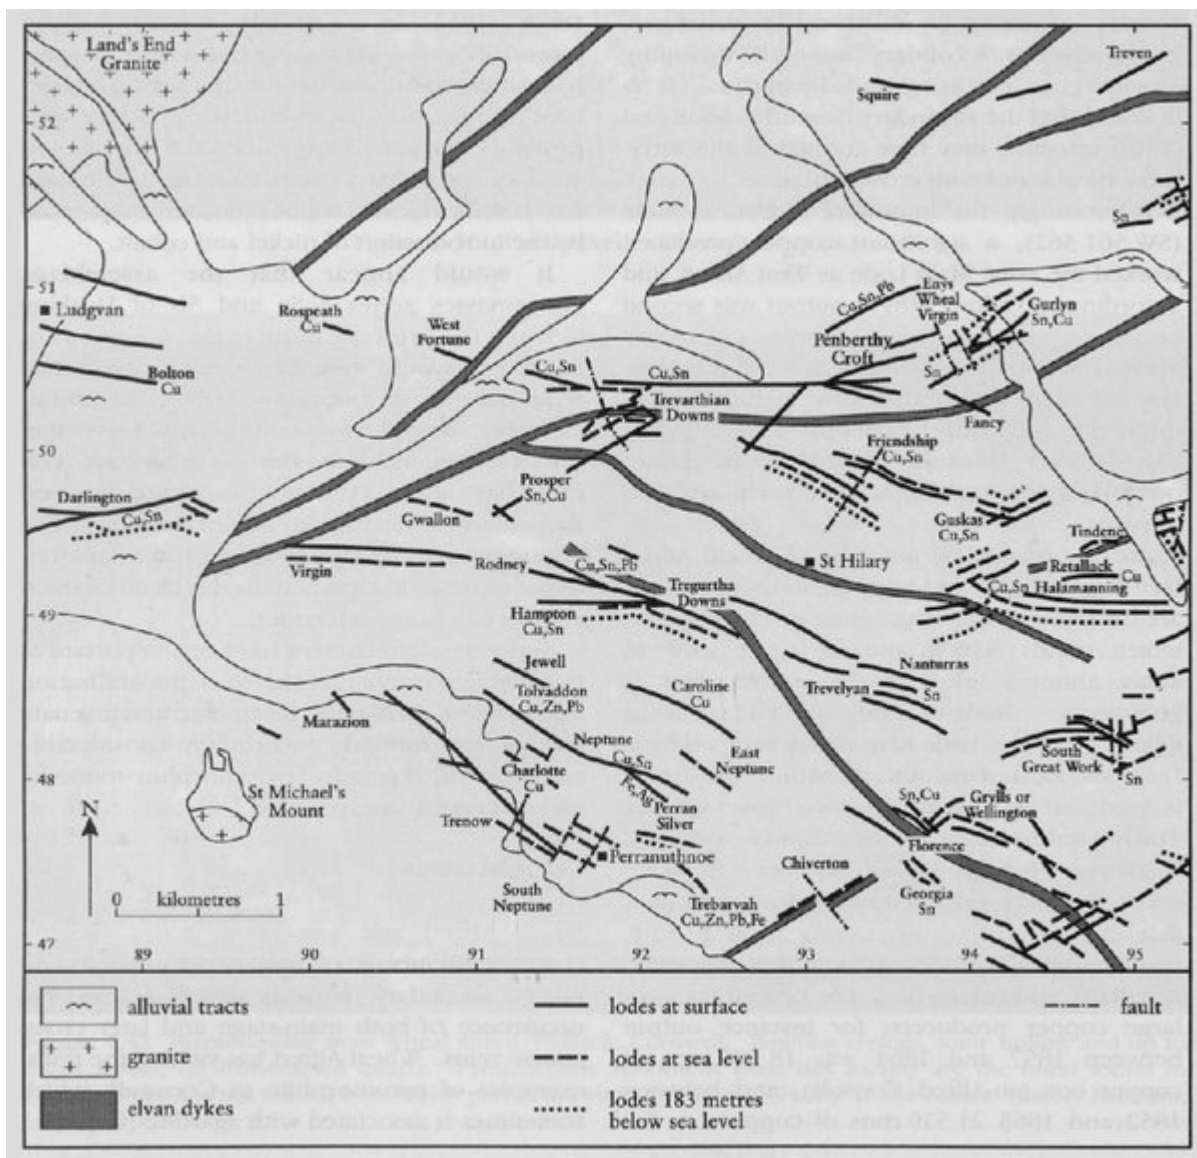 Land's End
Granite
Treven
Squire
52
Sn
51
Ludgvan
Rospeath
Cu
West
Fortune
Cu,Sn,Pb
Enys
Wheal
Virgin
Gurlyn
Sn,Cu
Penberthy
Croft
Sn
Bolton
Cu
Cu,Sn
Cu,Sn
Trevarthian
Downs
Fancy
50
Friendship
Cu,Sn
Darlington
Cu,Sn
Prosper
Sn,Cu
Gwallon
Guskas
Cu,Sn
Tindene
Virgin
Rodney
Cu,Sn,Pb
St Hilary
Retallack
Cu
Cu,Sn
Halamanning
Tregurtha
Downs
49
Hampton
Cu,Sn
Jewell
Nanturras
Trevelyan
Sn
Tolvaddon
Cu,Zn,Pb
Caroline
Cu
Marazion
Neptune
Cu,Sn
East
Neptune
South
Great Work
Sn
48
Charlotte
Cu
St Michael's
Mount
Fe,Ag
Perran
Silver
Sn,Cu
Grylls or
Wellington
N
Trenow
Perranuthnoe
Florence
Chiverton
0 kilometres 1
South
Neptune
Trebarvah
Cu,Zn,Pb,Fe
Georgia
Sn
47
89 90 91 92 93 94 95
alluvial tracts
granite
elvan dykes
lodes at surface
lodes at sea level
lodes 183 metres
below sea level
fault